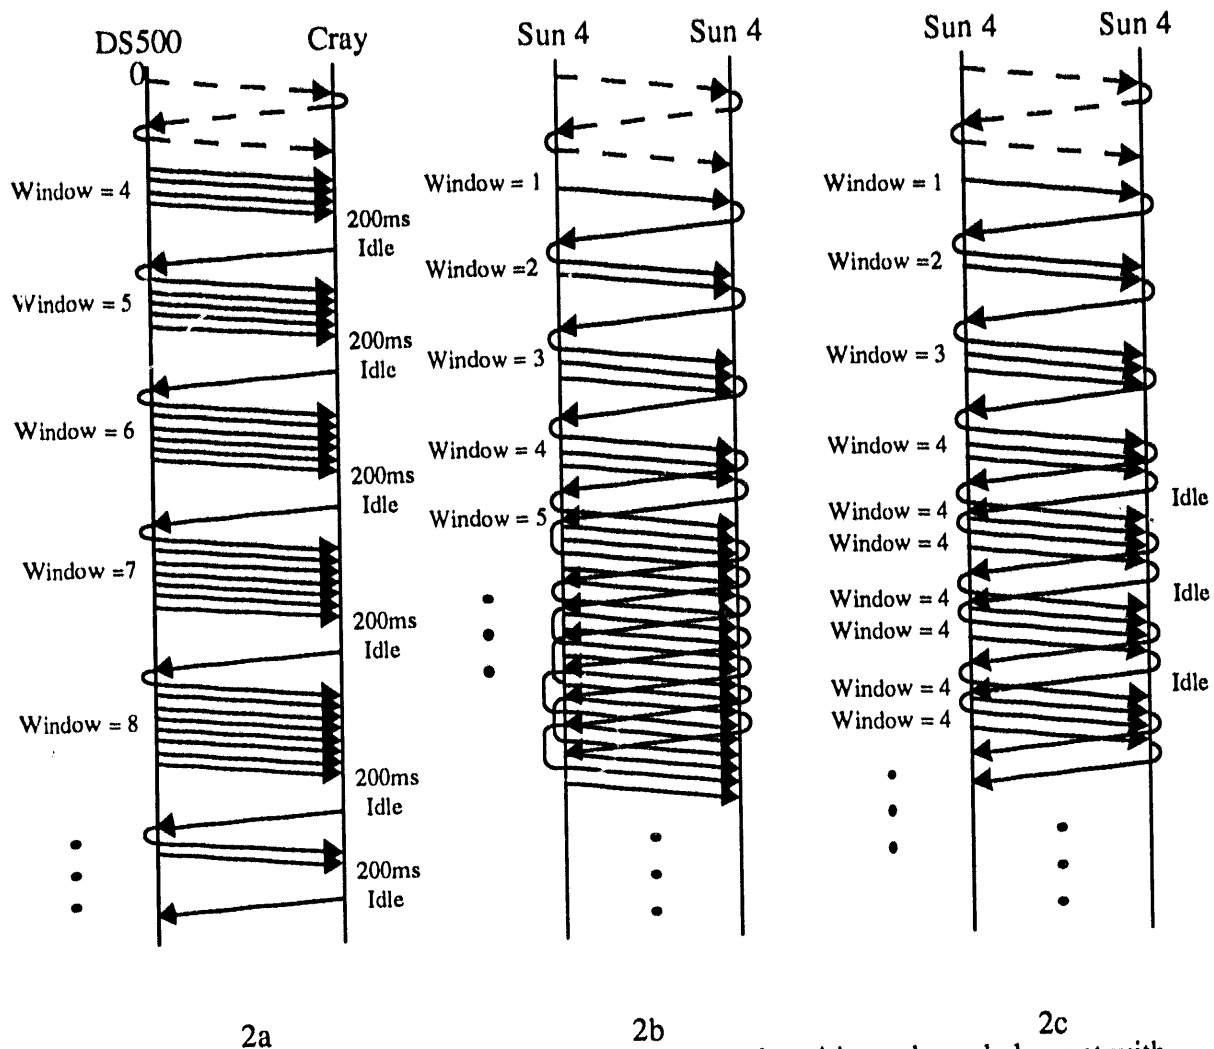 DS500
Cray
0
Window = 4
200ms
Idle
Window = 5
200ms
Idle
Window = 6
200ms
Idle
Window =7
200ms
Idle
Window = 8
200ms
Idle
200ms
Idle
2a
Sun 4
Sun 4
Window = 1
Window =2
Window = 3
Window = 4
Window = 5
2b
Sun 4
Sun 4
Window = 1
Window =2
Window = 3
Window = 4
Idle
Window = 4
Window = 4
Idle
Window = 4
Window = 4
Idle
Window = 4
Window = 4
2c